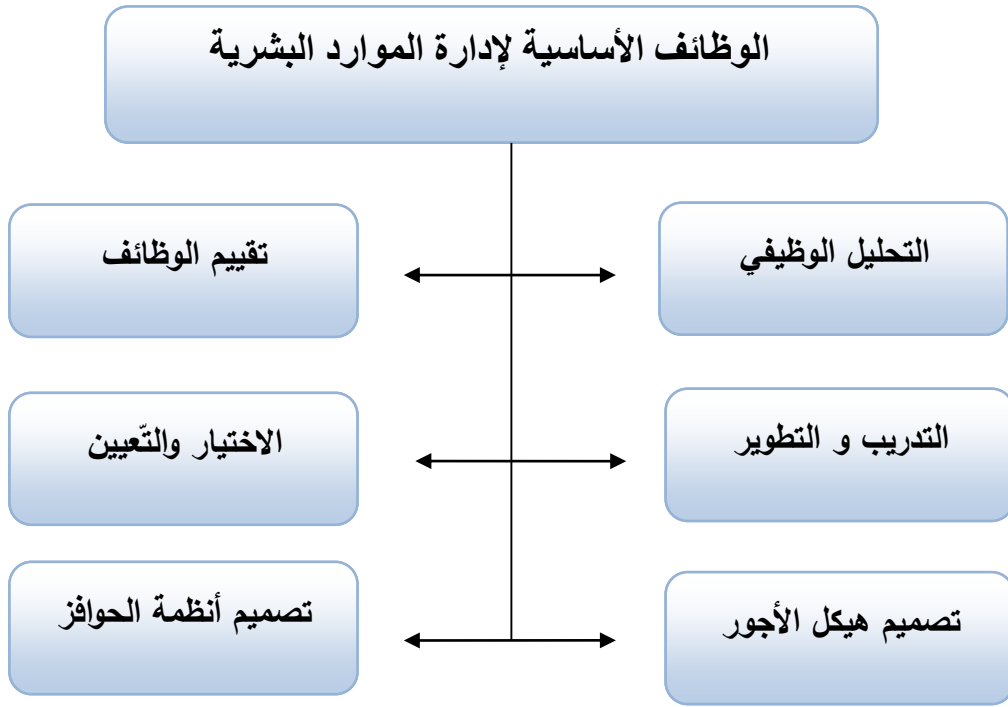 الوظائف الأساسية لإدارة الموارد البشرية
التحليل الوظيفي
تقييم الوظائف
التدريب و التطوير
الاختيار والتّعيين
تصميم هيكل الأجور
تصميم أنظمة الحوافز